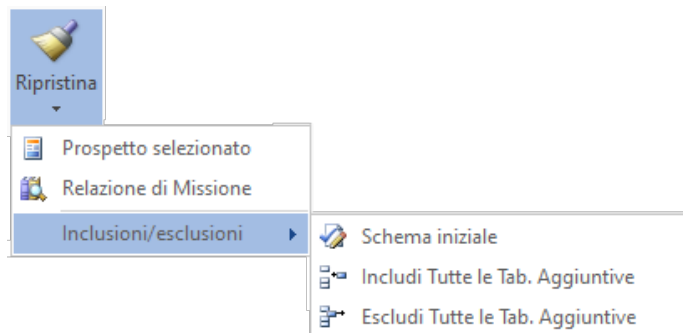 Ripristina
Prospetto selezionato
Relazione di Missione
Inclusioni/esclusioni
Schema iniziale
Includi Tutte le Tab. Aggiuntive
Escludi Tutte le Tab. Aggiuntive